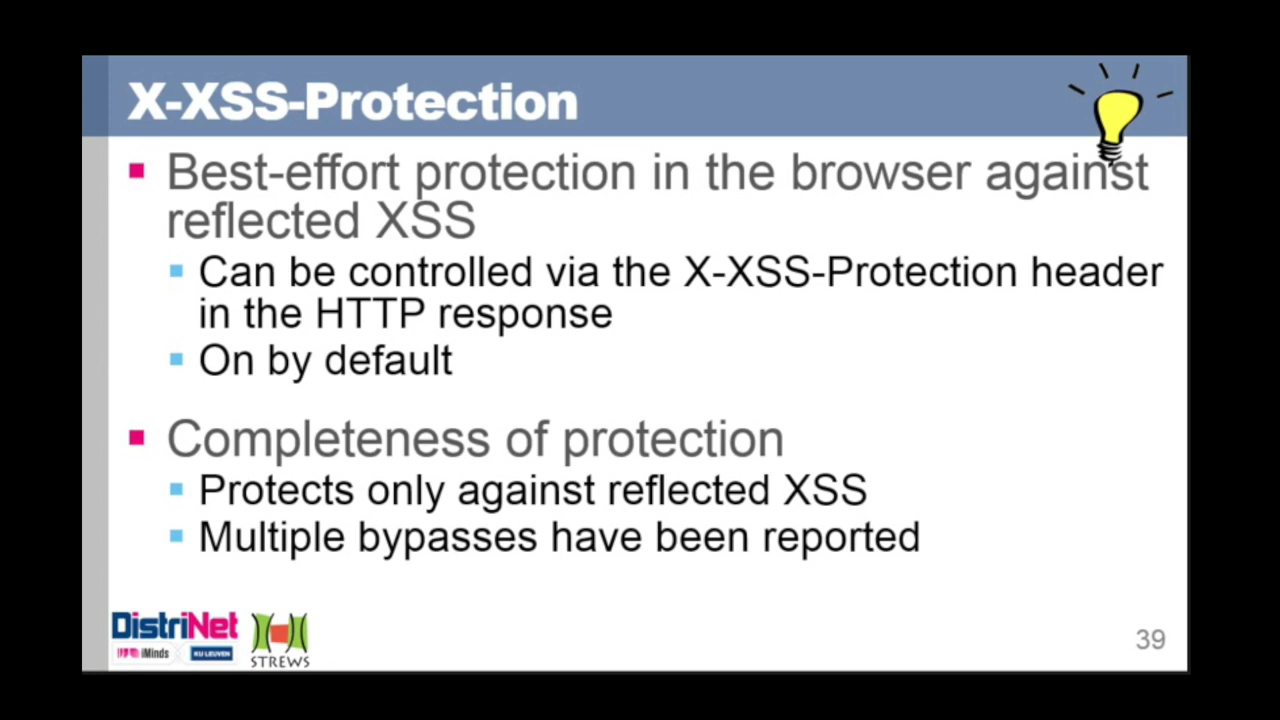 X-XSS-Protection
Best-effort protection in the browser against
reflected XSS
Can be controlled via the X-XSS-Protection header
in the HTTP response
On by default
Completeness of protection
Protects only against reflected XSS
Multiple bypasses have been reported
DistriNet
iMinds
KU LEUVEN
STREWS
39